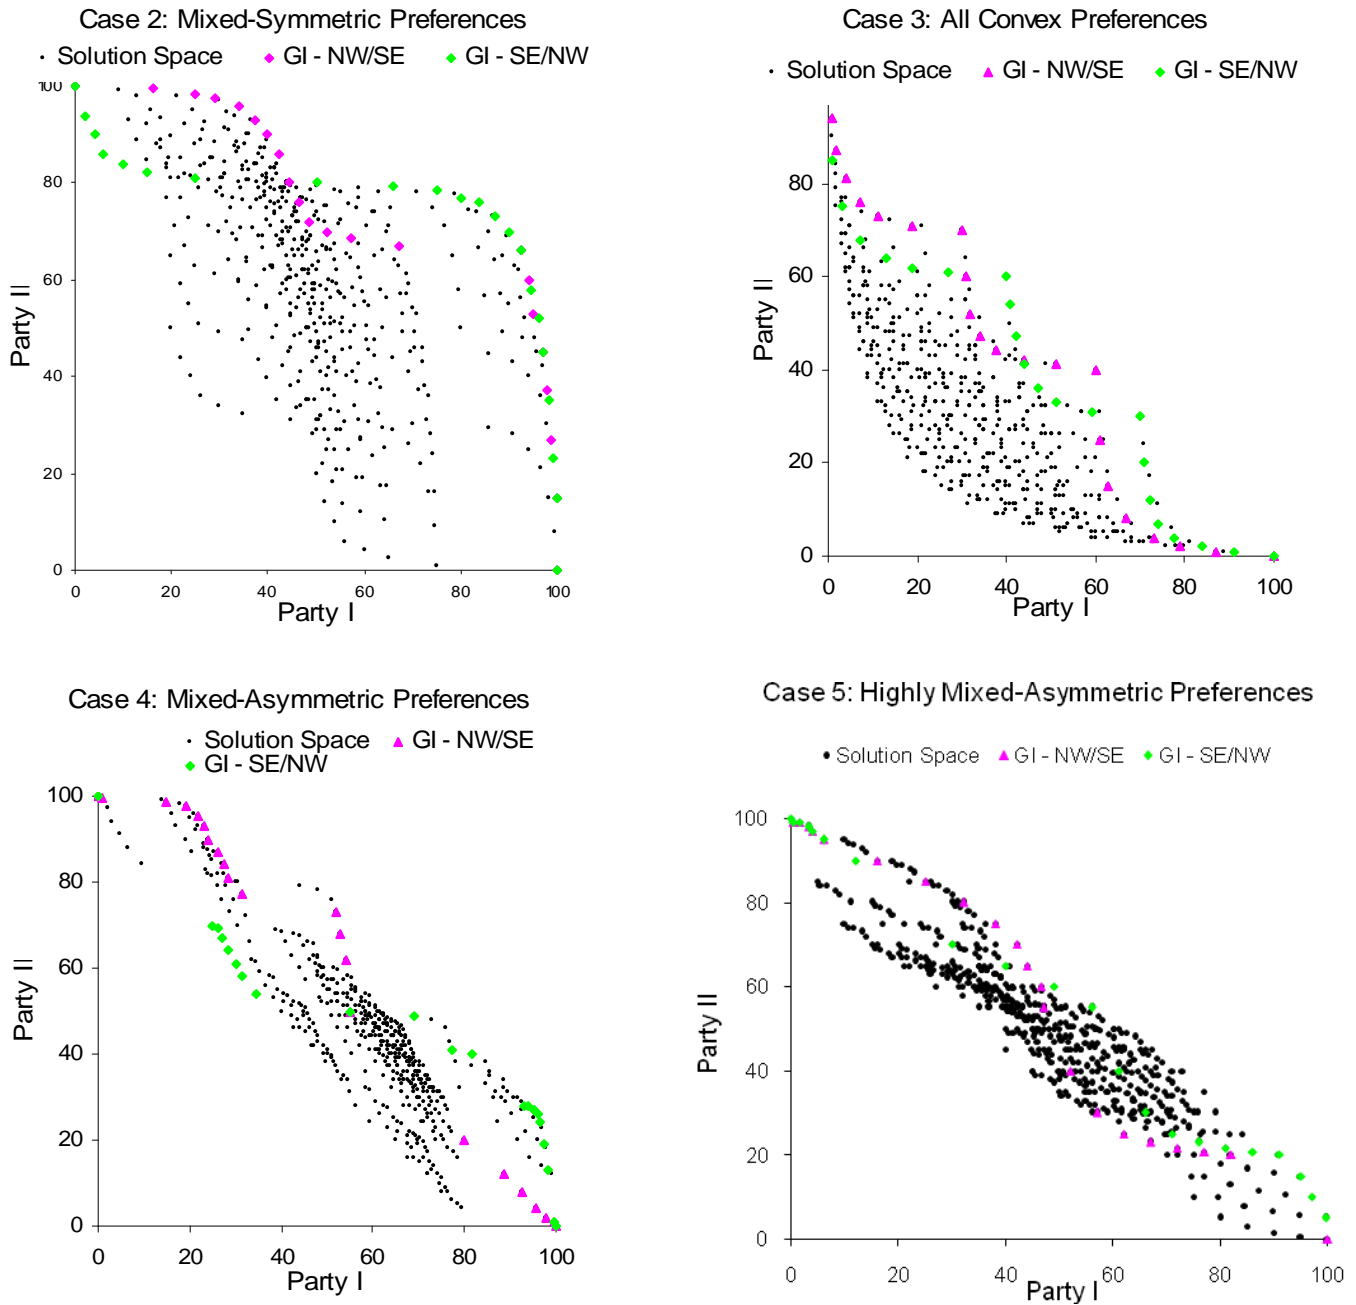 Case 2: Mixed-Symmetric Preferences
Solution Space GI - NW/SE GI - SE/NW
100
80
60
40
20
0
Party II
0 20 40 60 80 100
Party I
Case 3: All Convex Preferences
Solution Space GI - NW/SE GI - SE/NW
80
60
40
20
0
Party II
0 20 40 60 80 100
Party I
Case 4: Mixed-Asymmetric Preferences
Solution Space GI - NW/SE
GI - SE/NW
100
80
60
40
20
0
Party II
0 20 40 60 80 100
Party I
Case 5: Highly Mixed-Asymmetric Preferences
Solution Space GI - NW/SE GI - SE/NW
100
80
60
40
20
0
Party II
0 20 40 60 80 100
Party I